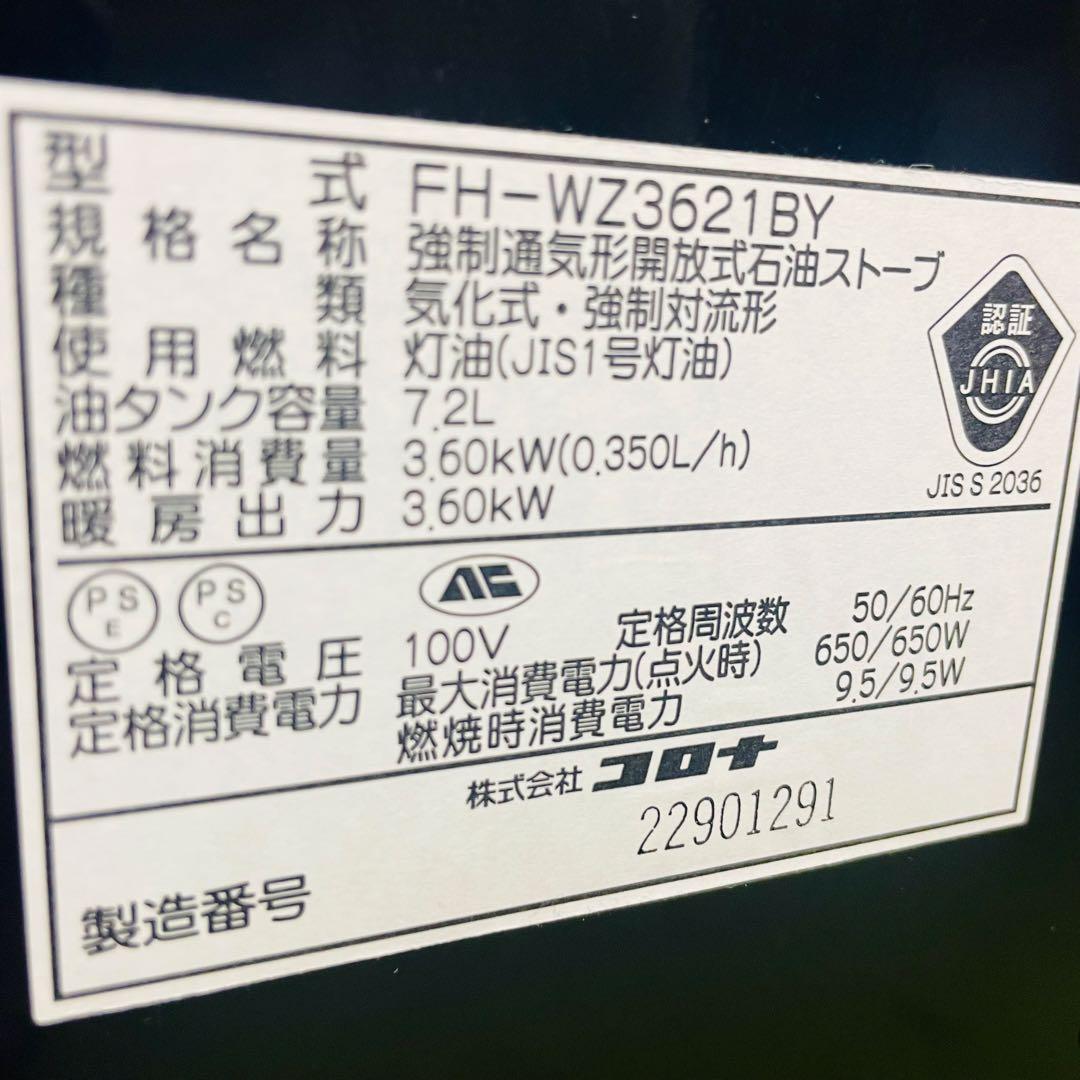 型式 FH-WZ3621BY
規格名称 強制通気形開放式石油ストーブ
種類 気化式・強制対流形
使用燃料 灯油(JIS1号灯油)
油タンク容量 7.2L
燃料消費量 3.60kW(0.350L/h)
暖房出力 3.60kW
認証
JHIA
JIS S 2036
PS E PS C
定格電圧 100V 定格周波数 50/60Hz
定格消費電力 最大消費電力(点火時) 650/650W
燃焼時消費電力 9.5/9.5W
株式会社 コロナ
製造番号 22901291